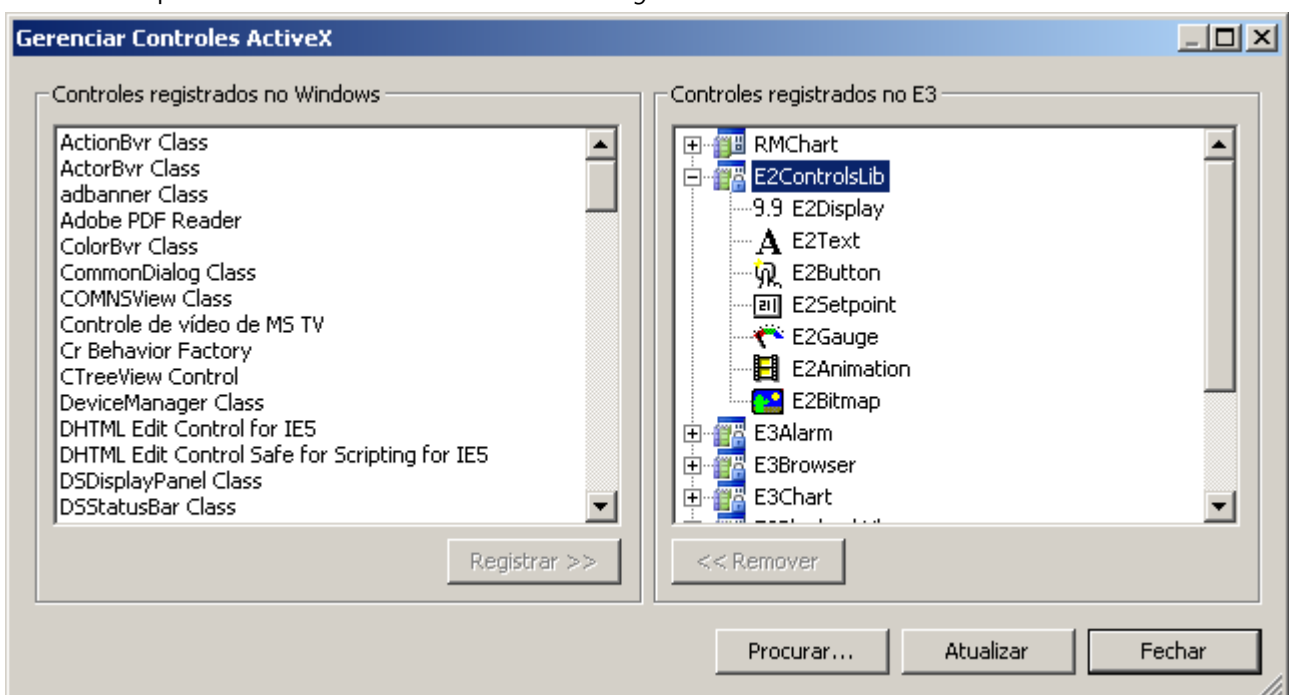 Gerenciar Controles ActiveX
Controles registrados no Windows
ActionBvr Class
ActorBvr Class
adbanner Class
Adobe PDF Reader
ColorBvr Class
CommonDialog Class
COMNSView Class
Controle de vídeo de MS TV
Cr Behavior Factory
CTreeView Control
DeviceManager Class
DHTML Edit Control for IE5
DHTML Edit Control Safe for Scripting for IE5
DSDisplayPanel Class
DSStatusBar Class
Registrar >>
Controles registrados no E3
RMChart
E2ControlsLib
9.9 E2Display
A E2Text
E2Button
E2Setpoint
E2Gauge
E2Animation
E2Bitmap
E3Alarm
E3Browser
E3Chart
<< Remover
Procurar...
Atualizar
Fechar